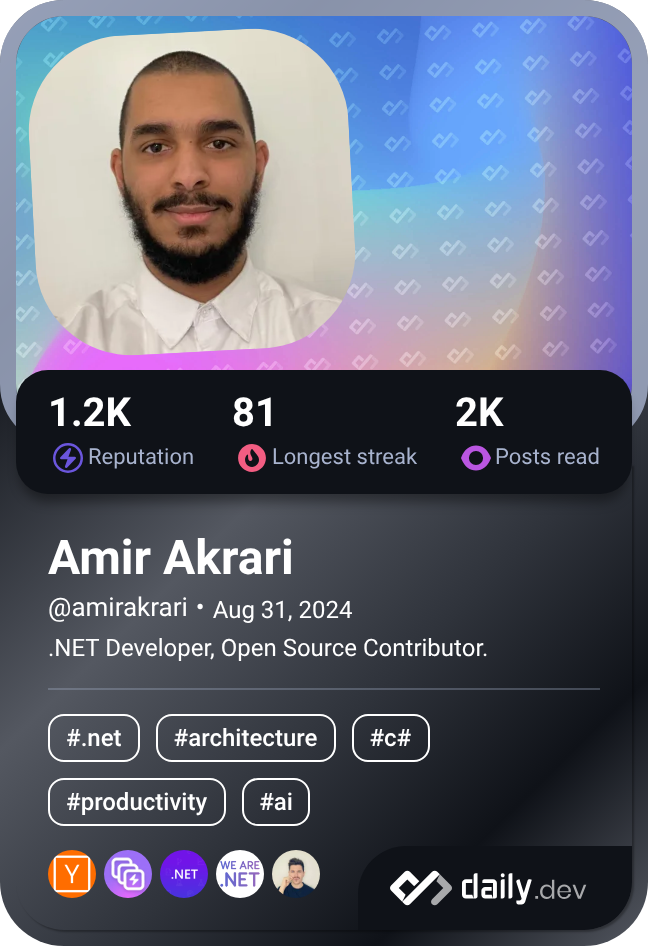 1.2K 81 2K
Reputation Longest streak Posts read
Amir Akrari
@amirakrari • Aug 31, 2024
.NET Developer, Open Source Contributor.
#.net #architecture #c#
#productivity #ai
Y .NET WE ARE .NET
daily.dev